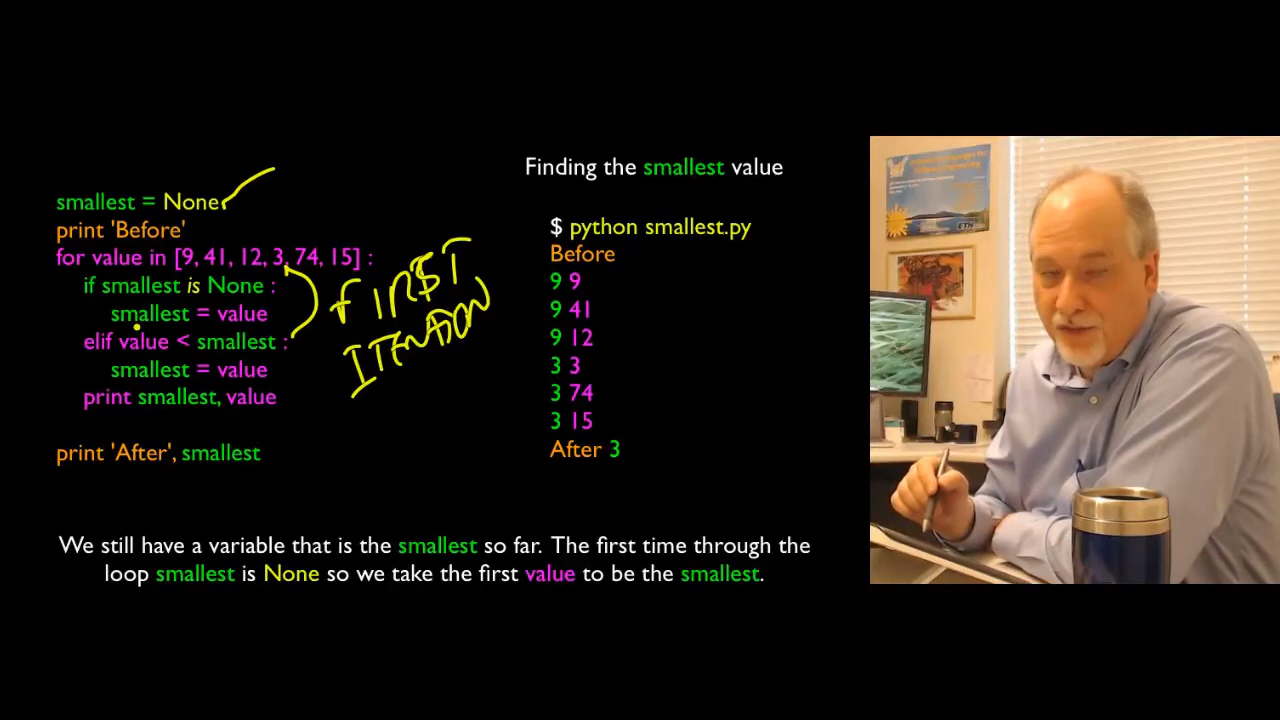 Finding the smallest value
smallest = None
print 'Before'
for value in [9, 41, 12, 3, 74, 15] :
if smallest is None :
smallest = value
elif value < smallest :
smallest = value
print smallest, value
print 'After', smallest
FIRST
ITERATION
$ python smallest.py
Before
9 9
9 41
9 12
3 3
3 74
3 15
After 3
We still have a variable that is the smallest so far. The first time through the
loop smallest is None so we take the first value to be the smallest.
ETH